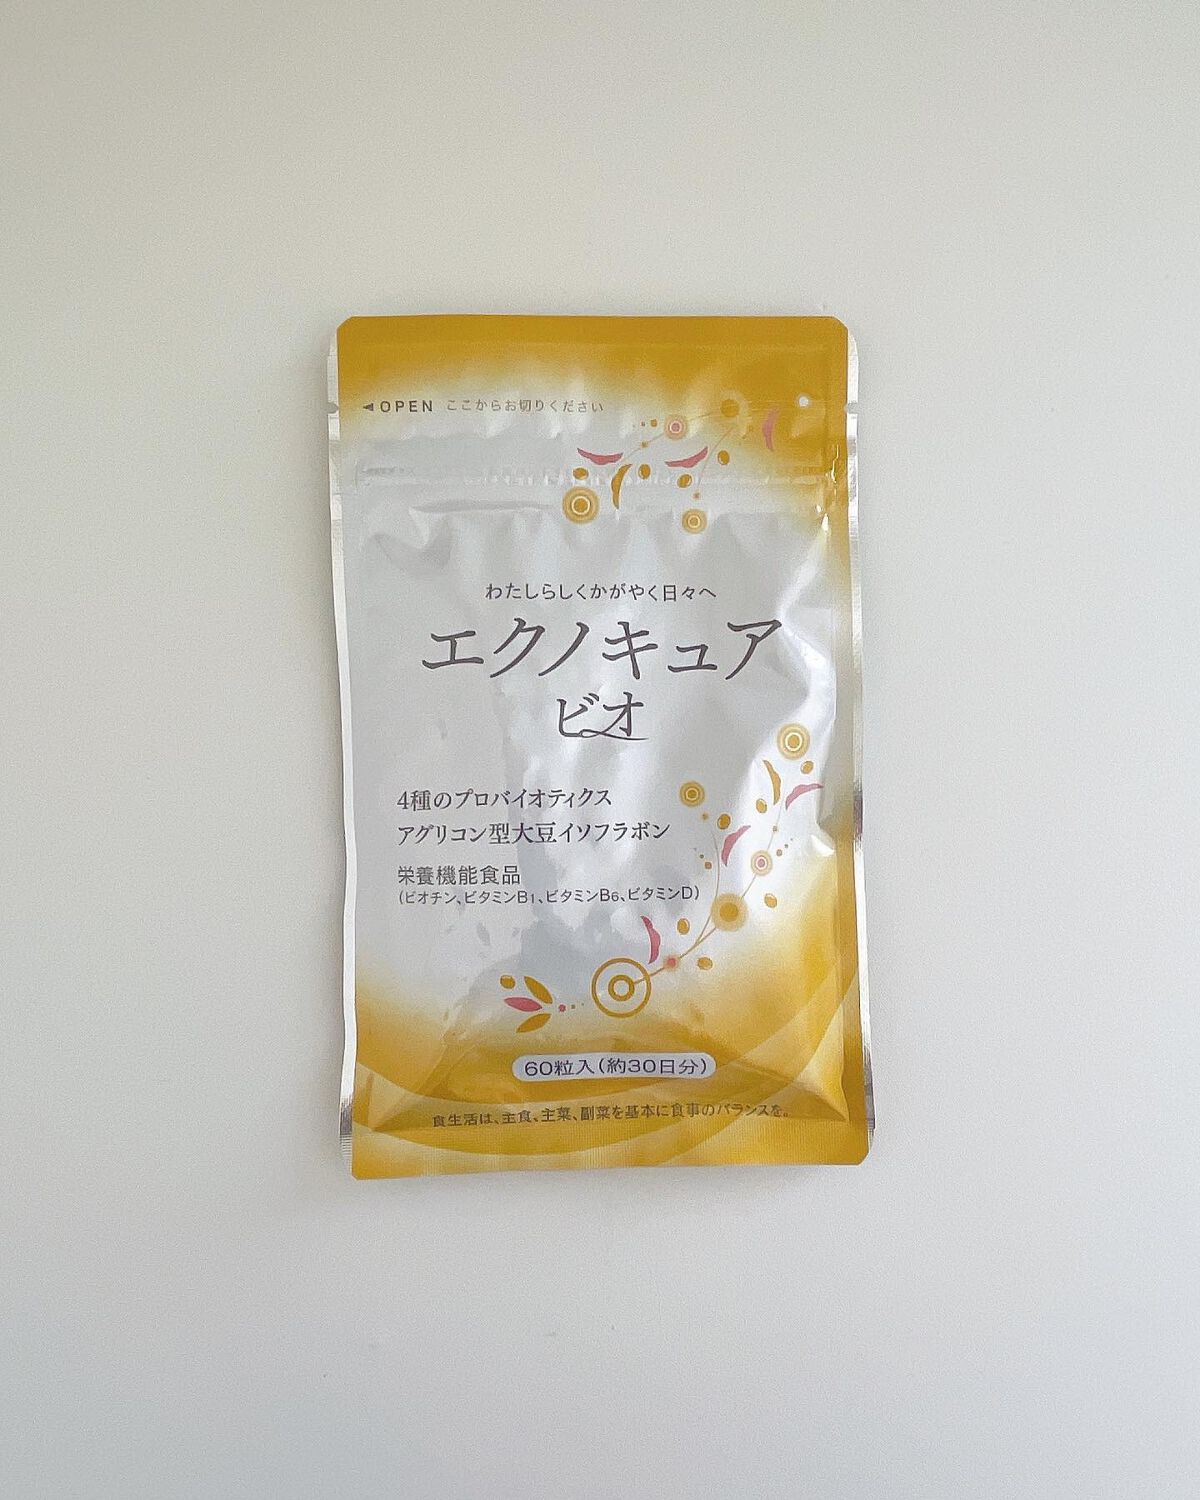 ◀OPEN ここからお切りください
わたしらしくかがやく日々へ
エクノキュア
ビオ
4種のプロバイオティクス
アグリコン型大豆イソフラボン
栄養機能食品
(ビオチン、ビタミンB1、ビタミンB6、ビタミンD)
60粒入(約30日分)
食生活は、主食、主菜、副菜を基本に食事のバランスを。